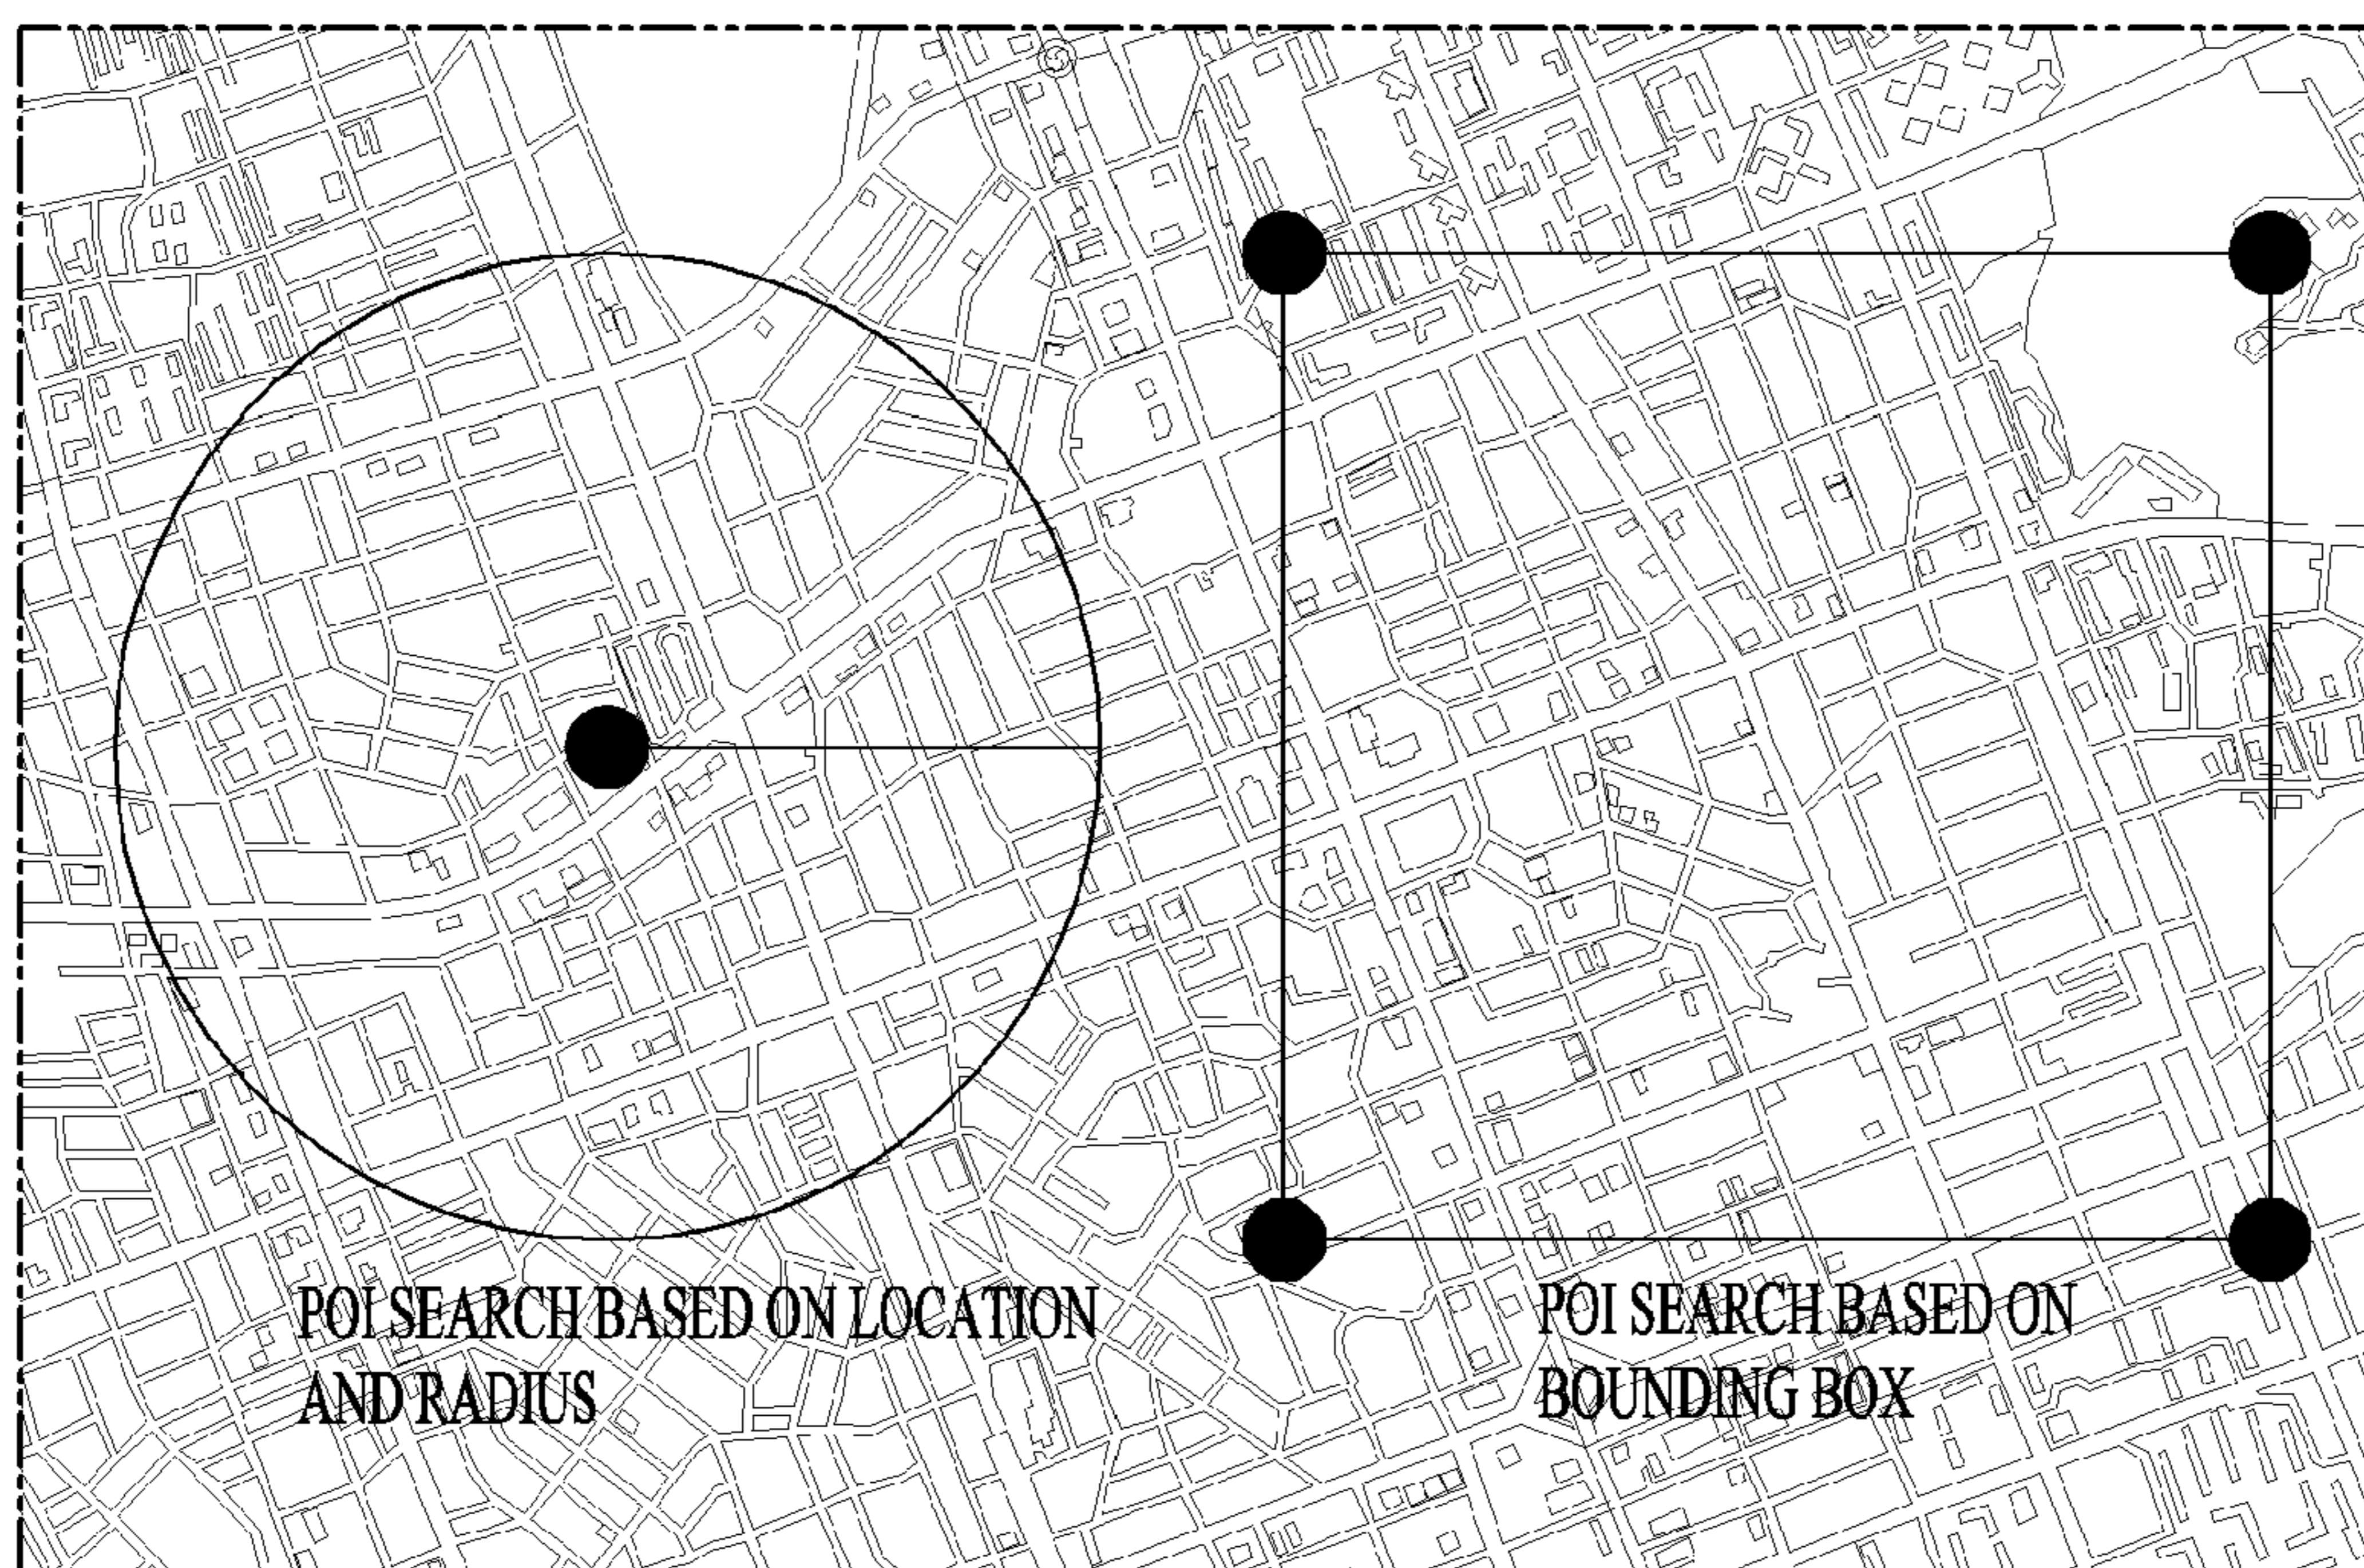 POI SEARCH BASED ON LOCATION
AND RADIUS
POI SEARCH BASED ON
BOUNDING BOX